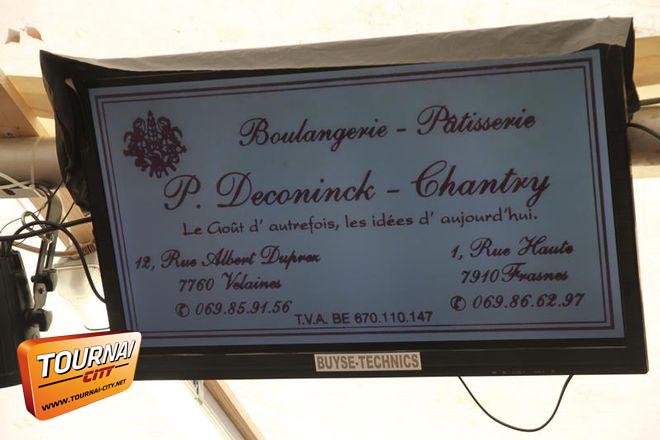 Boulangerie - Pâtisserie
P. Deconinck - Chantry
Le Goût d' autrefois, les idées d' aujourd'hui.
12, Rue Albert Duprez
7760 Velaines
✆ 069.85.91.56
1, Rue Haute
7910 Frasnes
✆ 069.86.62.97
T.V.A. BE 670.110.147
BUYSE-TECHNICS
TOURNAI
CITY
WWW.TOURNAI-CITY.NET